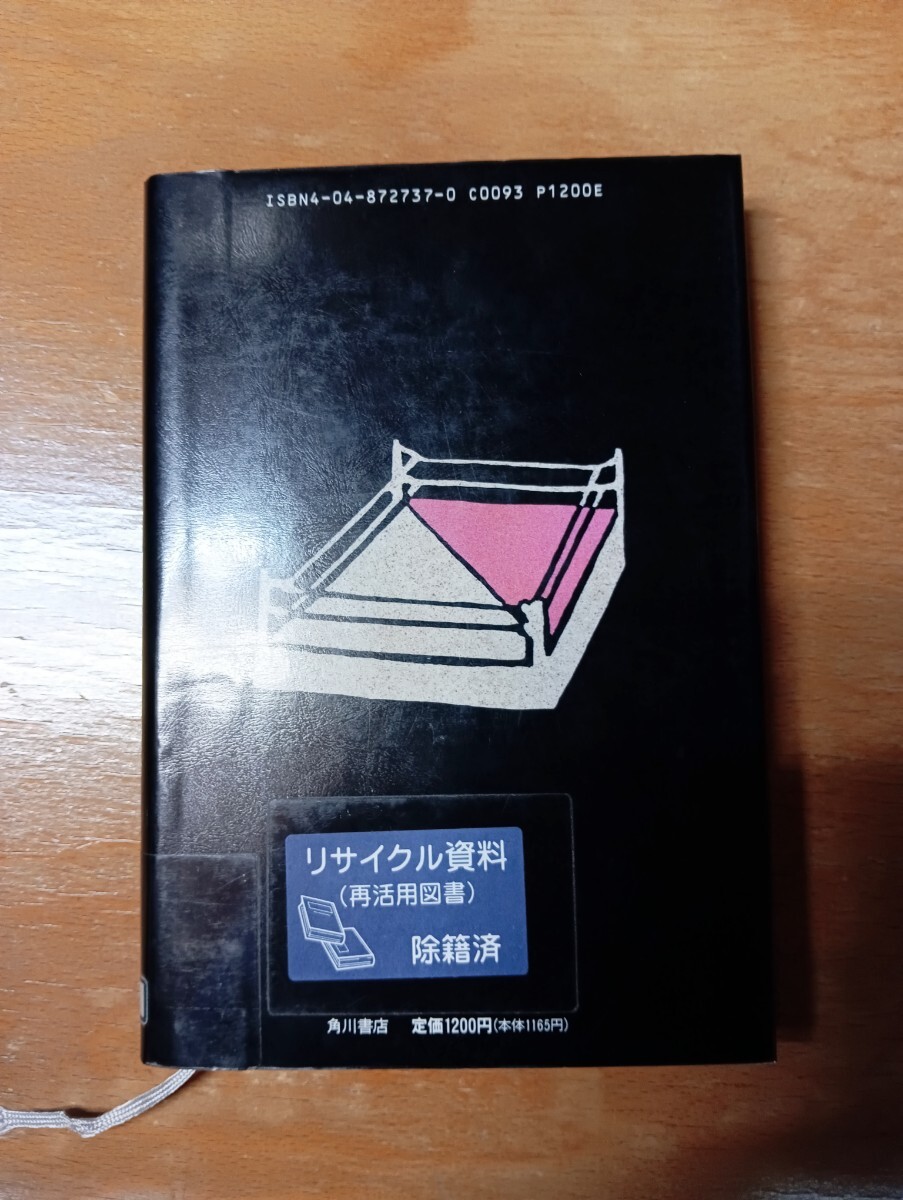 ISBN4-04-872737-0 C0093 P1200E
リサイクル資料
(再活用図書)
除籍済
角川書店 定価1200円(本体1165円)